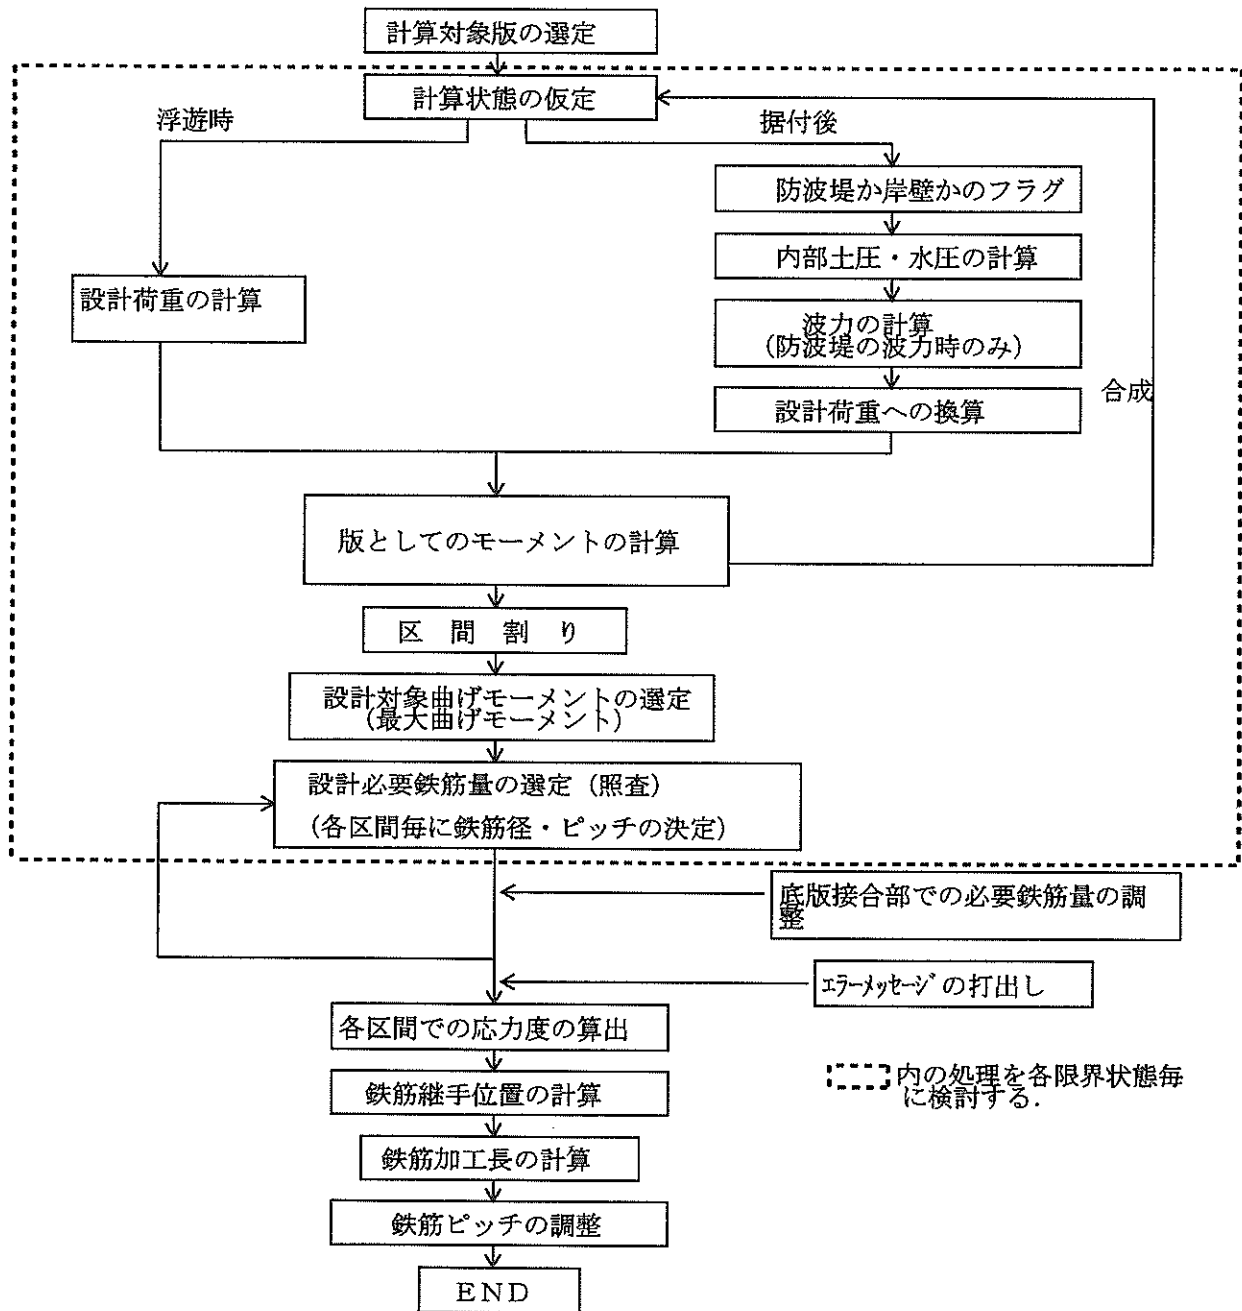 計算対象版の選定
計算状態の仮定
浮遊時
据付後
防波堤か岸壁かのフラグ
内部土圧・水圧の計算
設計荷重の計算
波力の計算
(防波堤の波力時のみ)
合成
設計荷重への換算
版としてのモーメントの計算
区 間 割 り
設計対象曲げモーメントの選定
(最大曲げモーメント)
設計必要鉄筋量の選定(照査)
(各区間毎に鉄筋径・ピッチの決定)
底版接合部での必要鉄筋量の調
整
エラーメッセージの打出し
各区間での応力度の算出
内の処理を各限界状態毎
に検討する.
鉄筋継手位置の計算
鉄筋加工長の計算
鉄筋ピッチの調整
END